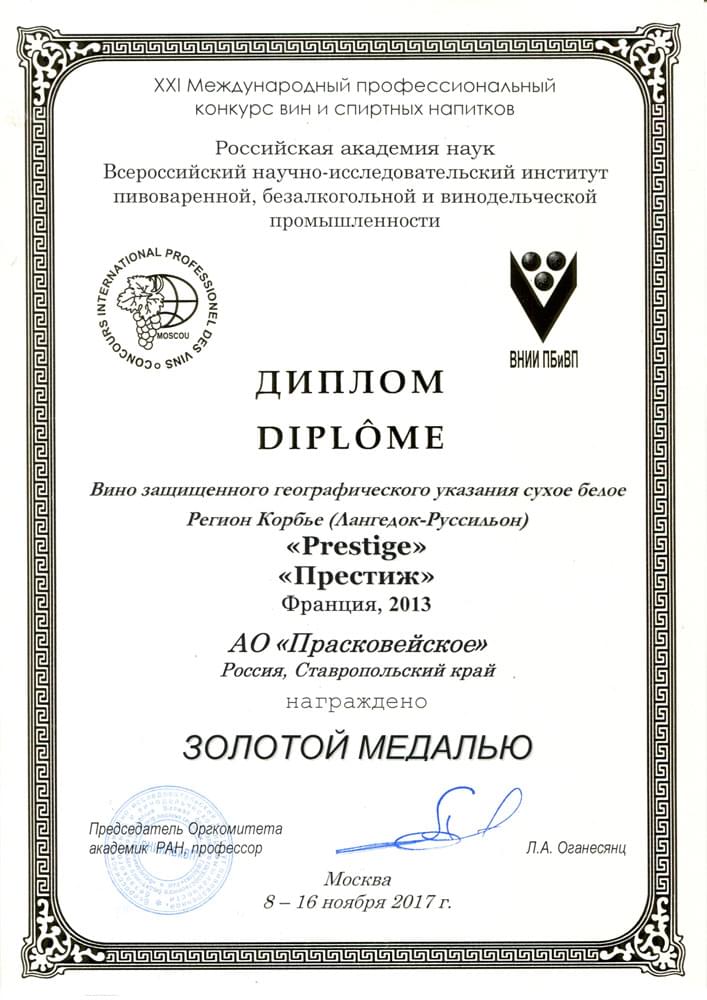 XXI Международный профессиональный
конкурс вин и спиртных напитков
Российская академия наук
Всероссийский научно-исследовательский институт
пивоваренной, безалкогольной и винодельческой
промышленности
CONCOURS INTERNATIONAL PROFESSIONEL DES VINS
MOSCOU
ВНИИ ПБиВП
ДИПЛОМ
DIPLÔME
Вино защищенного географического указания сухое белое
Регион Корбье (Лангедок-Руссильон)
«Prestige»
«Престиж»
Франция, 2013
АО «Прасковейское»
Россия, Ставропольский край
награждено
ЗОЛОТОЙ МЕДАЛЬЮ
Председатель Оргкомитета
академик РАН, профессор
Л.А. Оганесянц
Москва
8 – 16 ноября 2017 г.